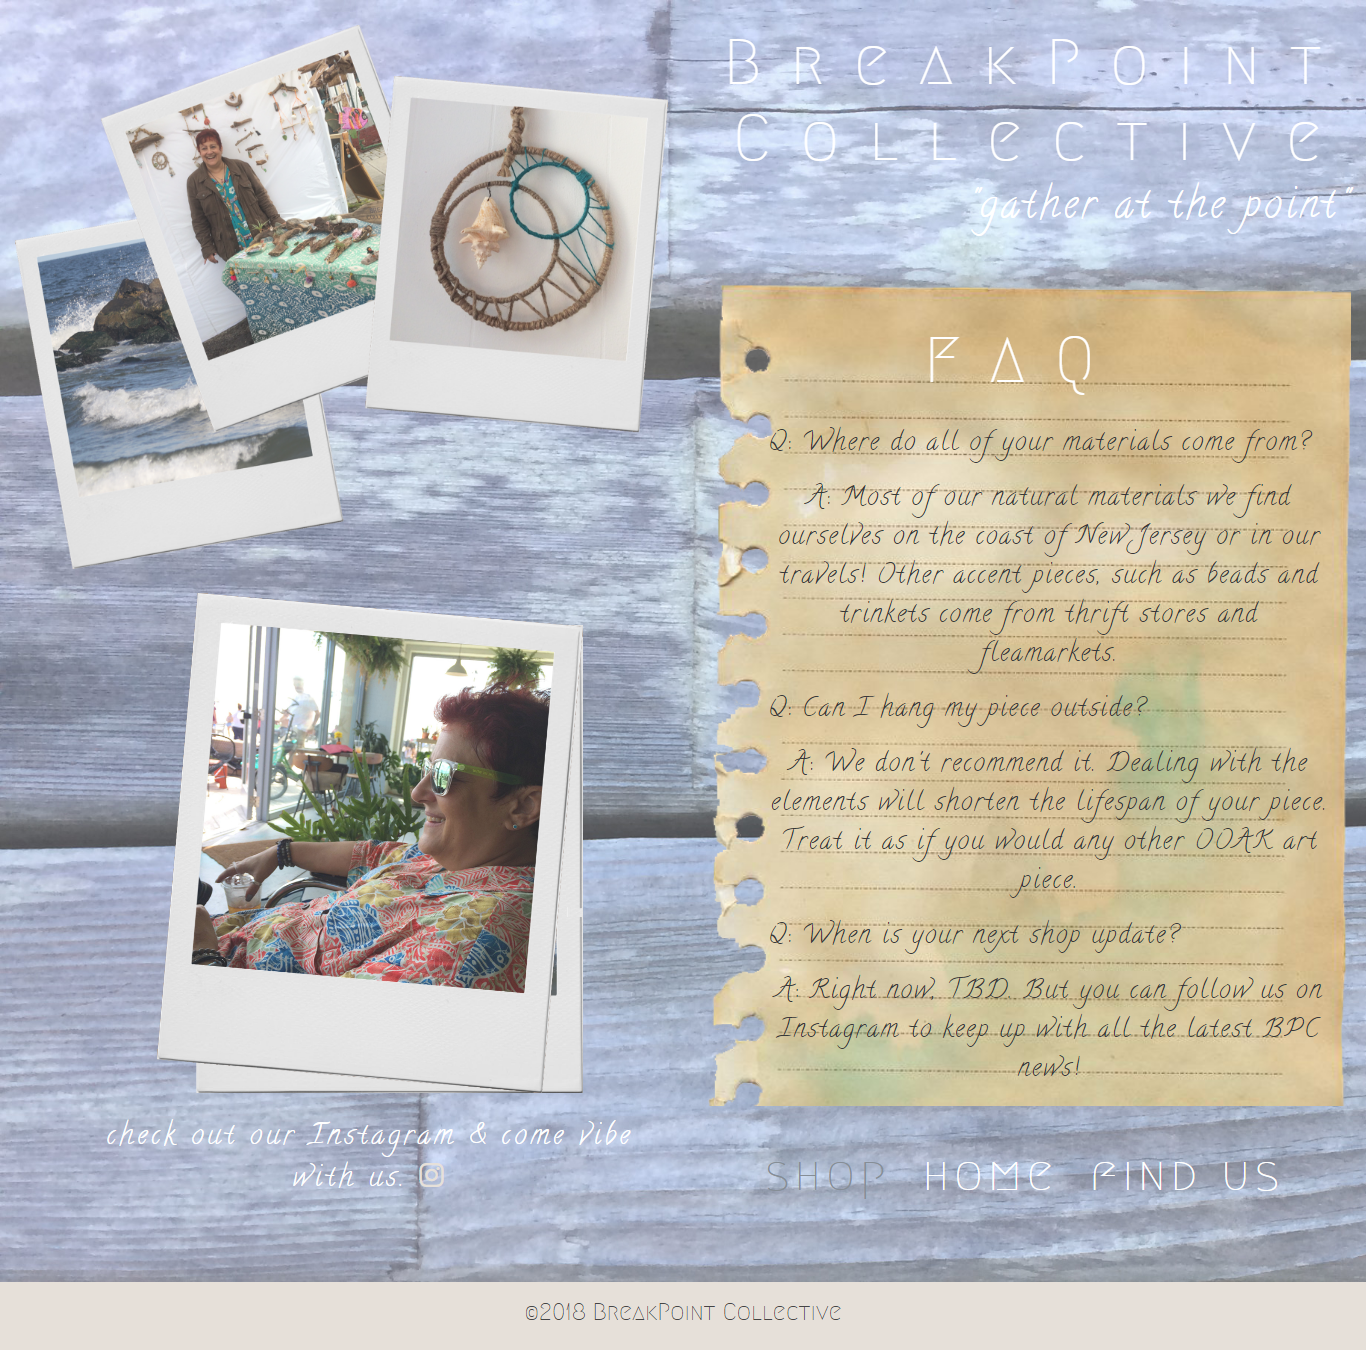 BreakPoint
Collective
"gather at the point"
FAQ
Q: Where do all of your materials come from?
A: Most of our natural materials we find
ourselves on the coast of New Jersey or in our
travels! Other accent pieces, such as beads and
trinkets come from thrift stores and
fleamarkets.
Q: Can I hang my piece outside?
A: We don't recommend it. Dealing with the
elements will shorten the lifespan of your piece.
Treat it as if you would any other OOAK art
piece.
Q: When is your next shop update?
A: Right now, TBD. But you can follow us on
Instagram to keep up with all the latest BPC
news!
check out our Instagram & come vibe
with us.
SHOP HOME FIND US
©2018 BreakPoint Collective